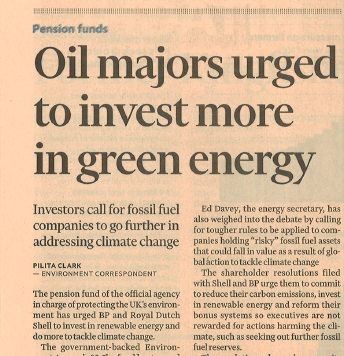 Pension funds
Oil majors urged
to invest more
in green energy
Investors call for fossil fuel
companies to go further in
addressing climate change
PILITA CLARK
— ENVIRONMENT CORRESPONDENT
The pension fund of the official agency
in charge of protecting the UK's environ-
ment has urged BP and Royal Dutch
Shell to invest in renewable energy and
do more to tackle climate change.
The government-backed Environ-
Ed Davey, the energy secretary, has
also weighed into the debate by calling
for tougher rules to be applied to com-
panies holding "risky" fossil fuel assets
that could fall in value as a result of glo-
bal action to tackle climate change
The shareholder resolutions filed
with Shell and BP urge them to commit
to reduce their carbon emissions, invest
in renewable energy and reform their
bonus systems so executives are not
rewarded for actions harming the cli-
mate, such as seeking out further fossil
fuel reserves.